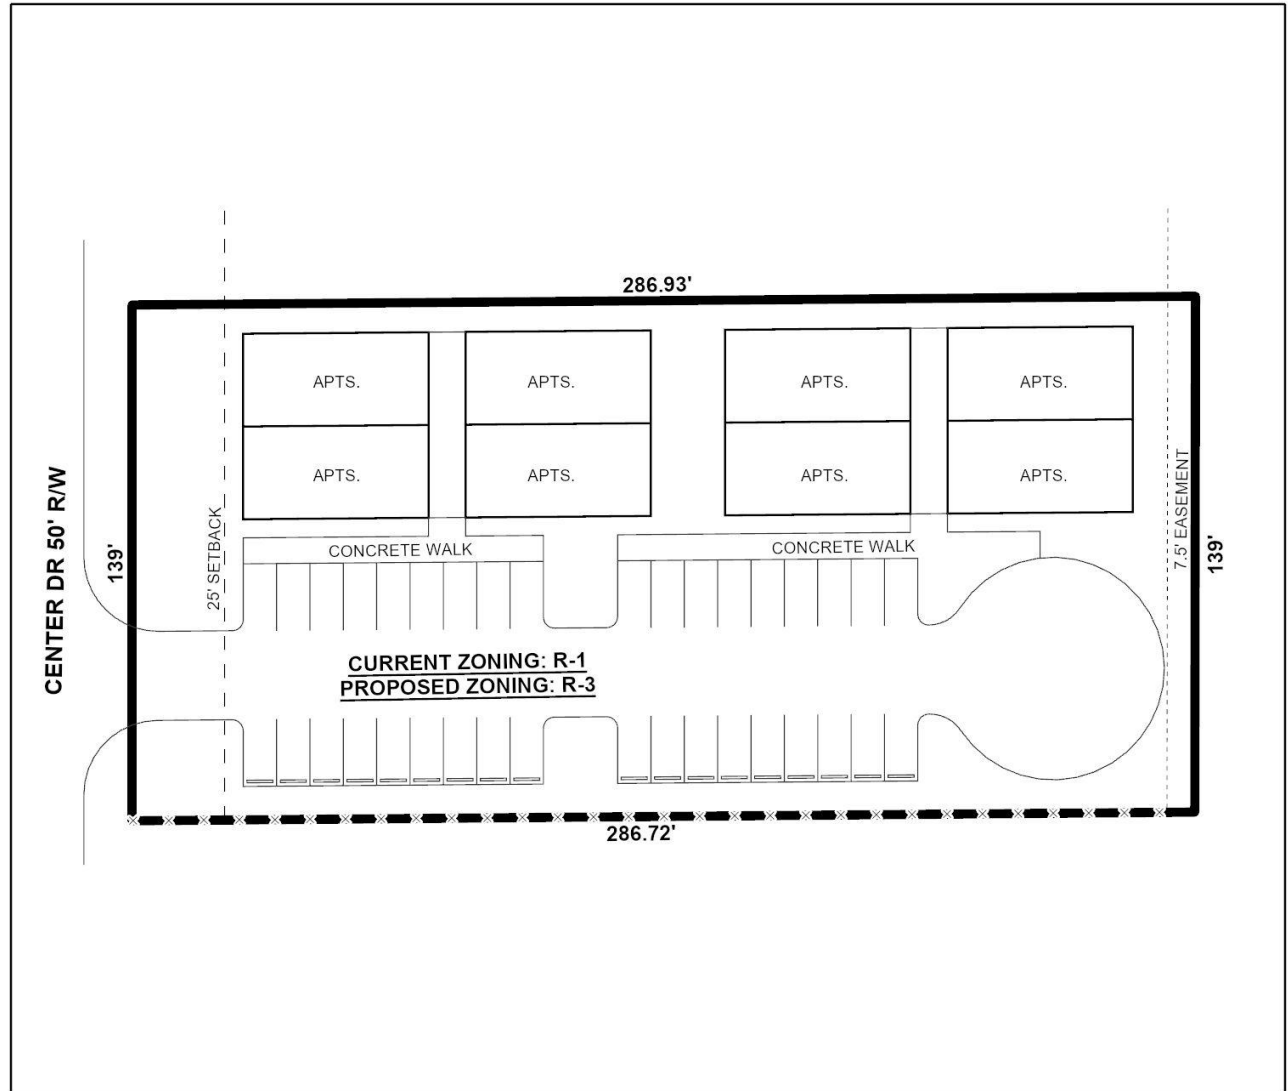 286.93'
APTS.
APTS.
APTS.
APTS.
APTS.
APTS.
APTS.
APTS.
CENTER DR 50' R/W
139'
25' SETBACK
CONCRETE WALK
CONCRETE WALK
7.5' EASEMENT
139'
CURRENT ZONING: R-1
PROPOSED ZONING: R-3
286.72'